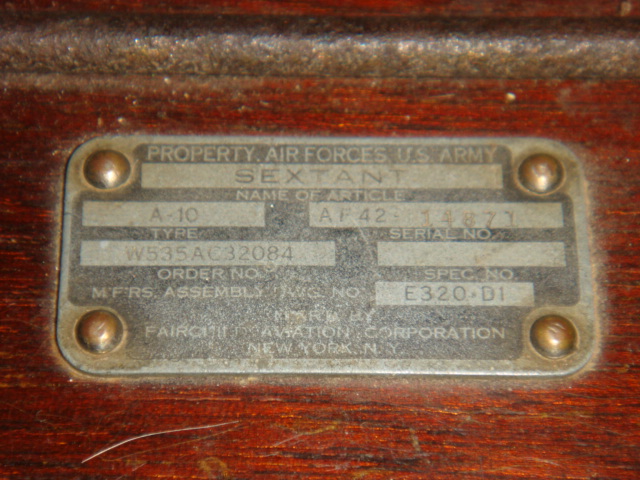 PROPERTY, AIR FORCES, U.S. ARMY
SEXTANT
NAME OF ARTICLE
A-10 AF42-
TYPE SERIAL NO.
W535AC32084
ORDER NO. SPEC. NO.
M'F'RS. ASSEMBLY DWG. NO. E320-D1
MADE BY
FAIRCHILD AVIATION CORPORATION
NEW YORK, N.Y.